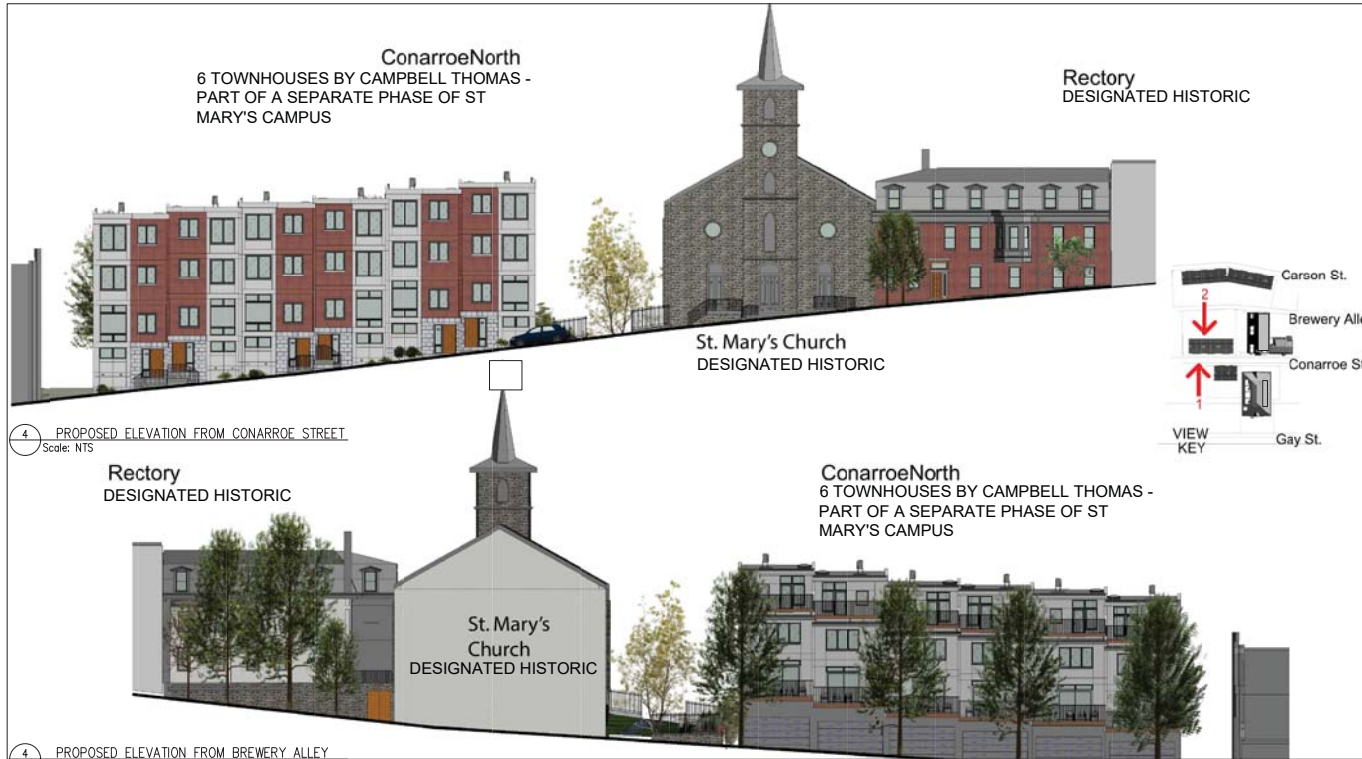 ConarroeNorth
6 TOWNHOUSES BY CAMPBELL THOMAS -
PART OF A SEPARATE PHASE OF ST
MARY'S CAMPUS
Rectory
DESIGNATED HISTORIC
St. Mary's Church
DESIGNATED HISTORIC
Carson St.
2
Brewery Alle
Conarroe St
1
VIEW
KEY
Gay St.
4 PROPOSED ELEVATION FROM CONARROE STREET
Scale: NTS
Rectory
DESIGNATED HISTORIC
ConarroeNorth
6 TOWNHOUSES BY CAMPBELL THOMAS -
PART OF A SEPARATE PHASE OF ST
MARY'S CAMPUS
St. Mary's
Church
DESIGNATED HISTORIC
4 PROPOSED ELEVATION FROM BREWERY ALLEY